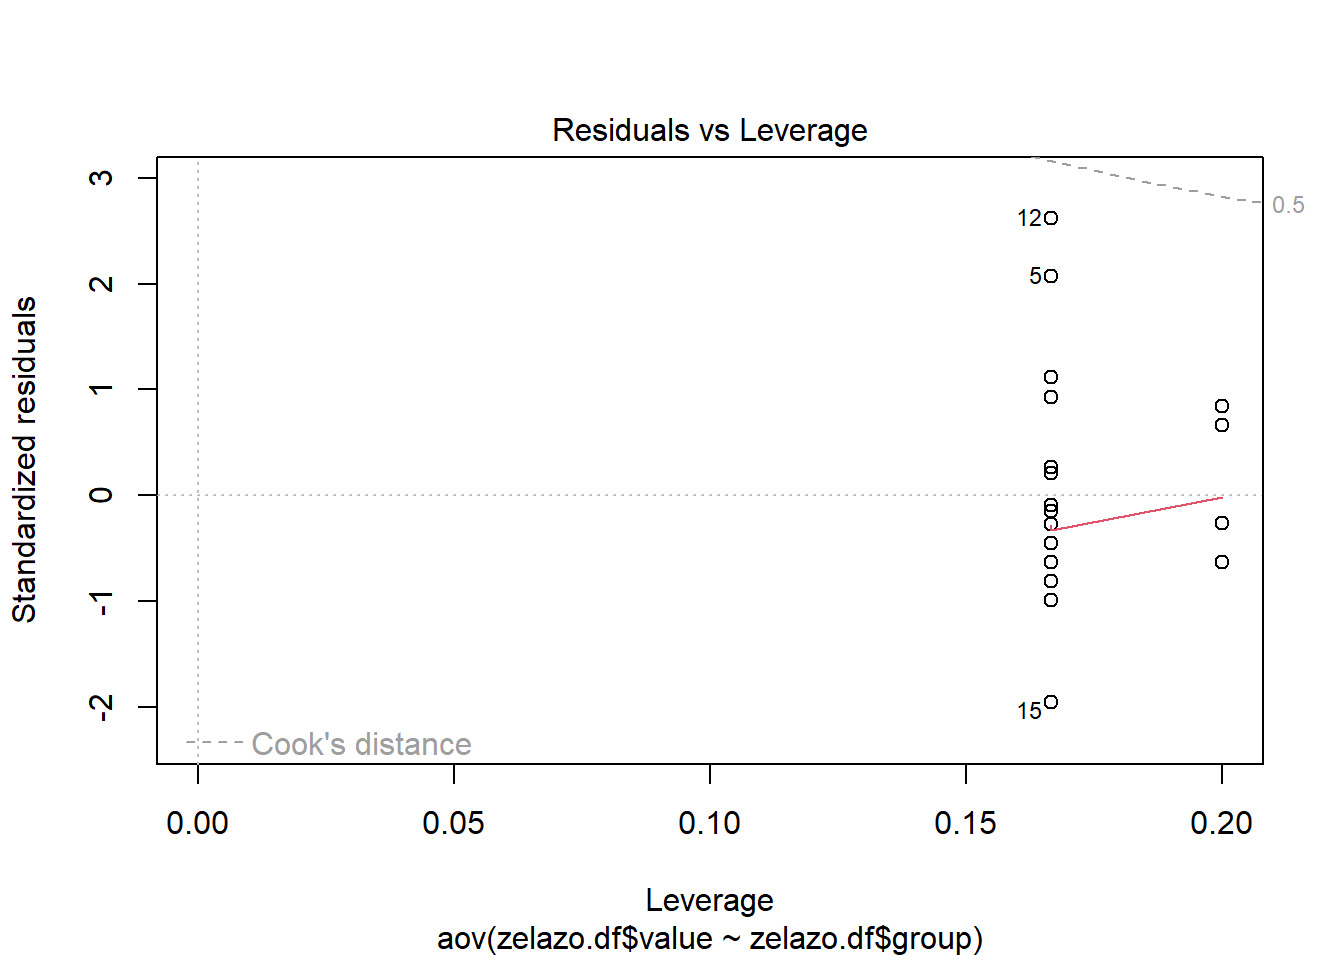 Residuals vs Leverage
Standardized residuals
3
2
1
0
-1
-2
12
5
15
0.5
Cook's distance
0.00 0.05 0.10 0.15 0.20
Leverage
aov(zelazo.df$value ~ zelazo.df$group)